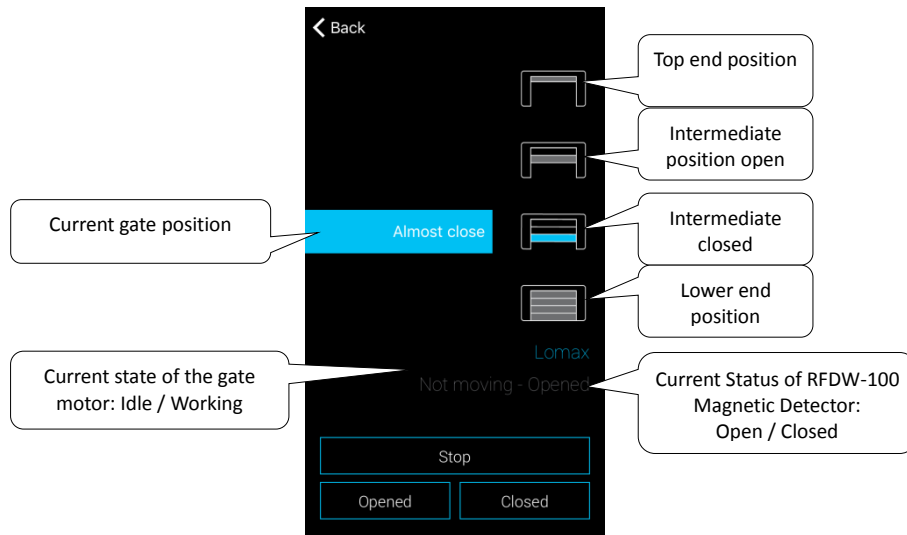 Back
Top end position
Intermediate
position open
Current gate position
Almost close
Intermediate
closed
Lower end
position
Lomax
Current state of the gate
motor: Idle / Working
Not moving - Opened
Current Status of RFDW-100
Magnetic Detector:
Open / Closed
Stop
Opened
Closed